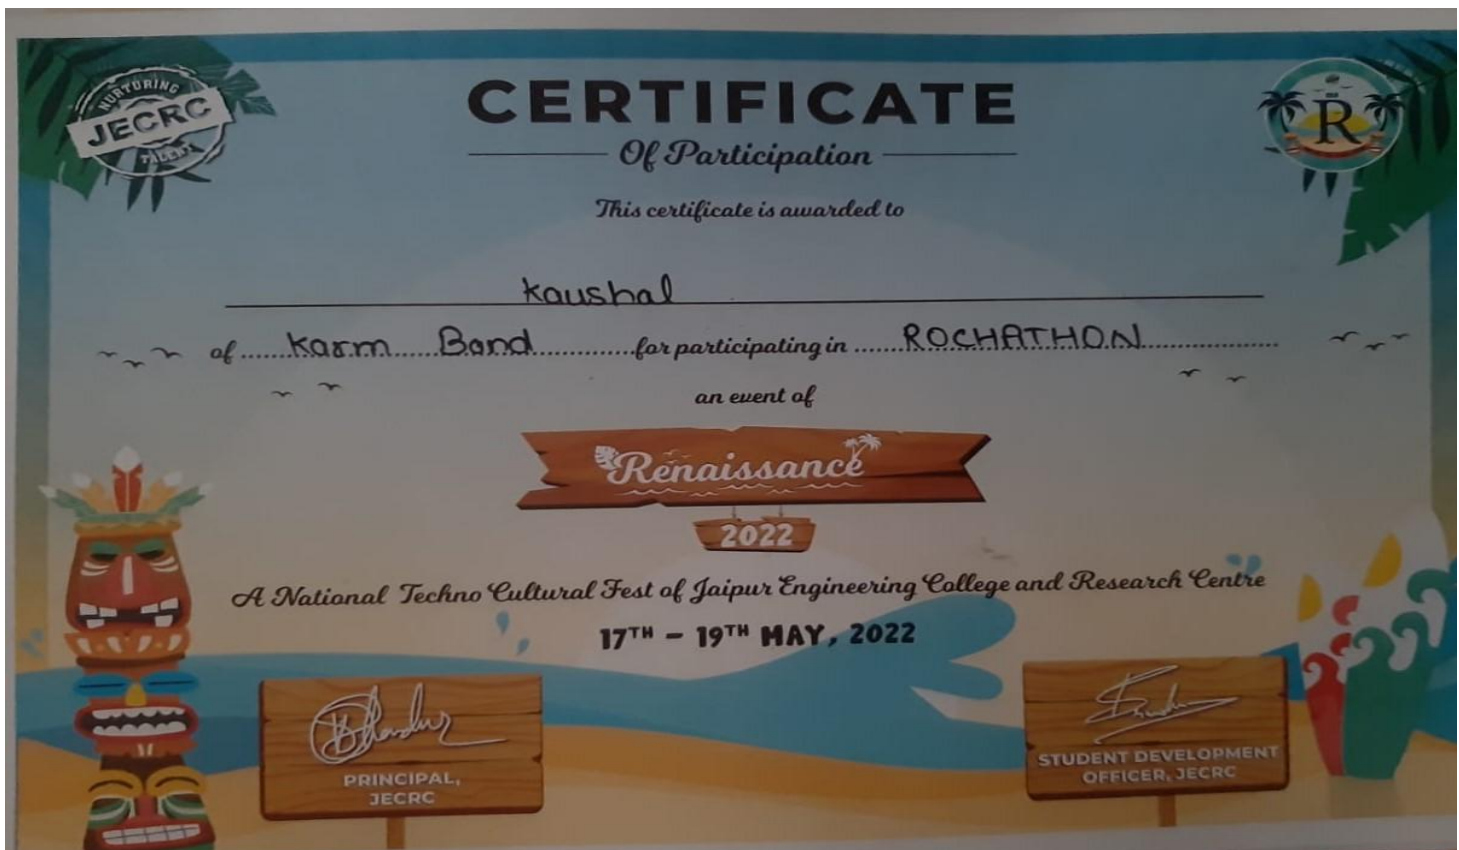 NURTURING
JECRC
TALENT
R
CERTIFICATE
Of Participation
This certificate is awarded to
Kaushal
of Karm Band for participating in ROCHATHON
an event of
Renaissance
2022
A National Techno Cultural Fest of Jaipur Engineering College and Research Centre
17TH - 19TH MAY, 2022
PRINCIPAL,
JECRC
STUDENT DEVELOPMENT
OFFICER, JECRC